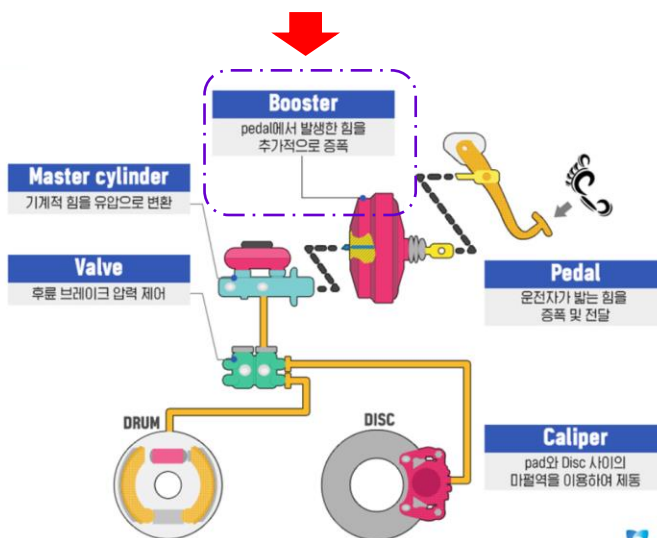 Booster
pedal에서 발생한 힘을
추가적으로 증폭
Master cylinder
기계적 힘을 유압으로 변환
Valve
후륜 브레이크 압력 제어
Pedal
운전자가 밟는 힘을
증폭 및 전달
DRUM
DISC
Caliper
pad와 Disc 사이의
마펄역을 이용하여 제동